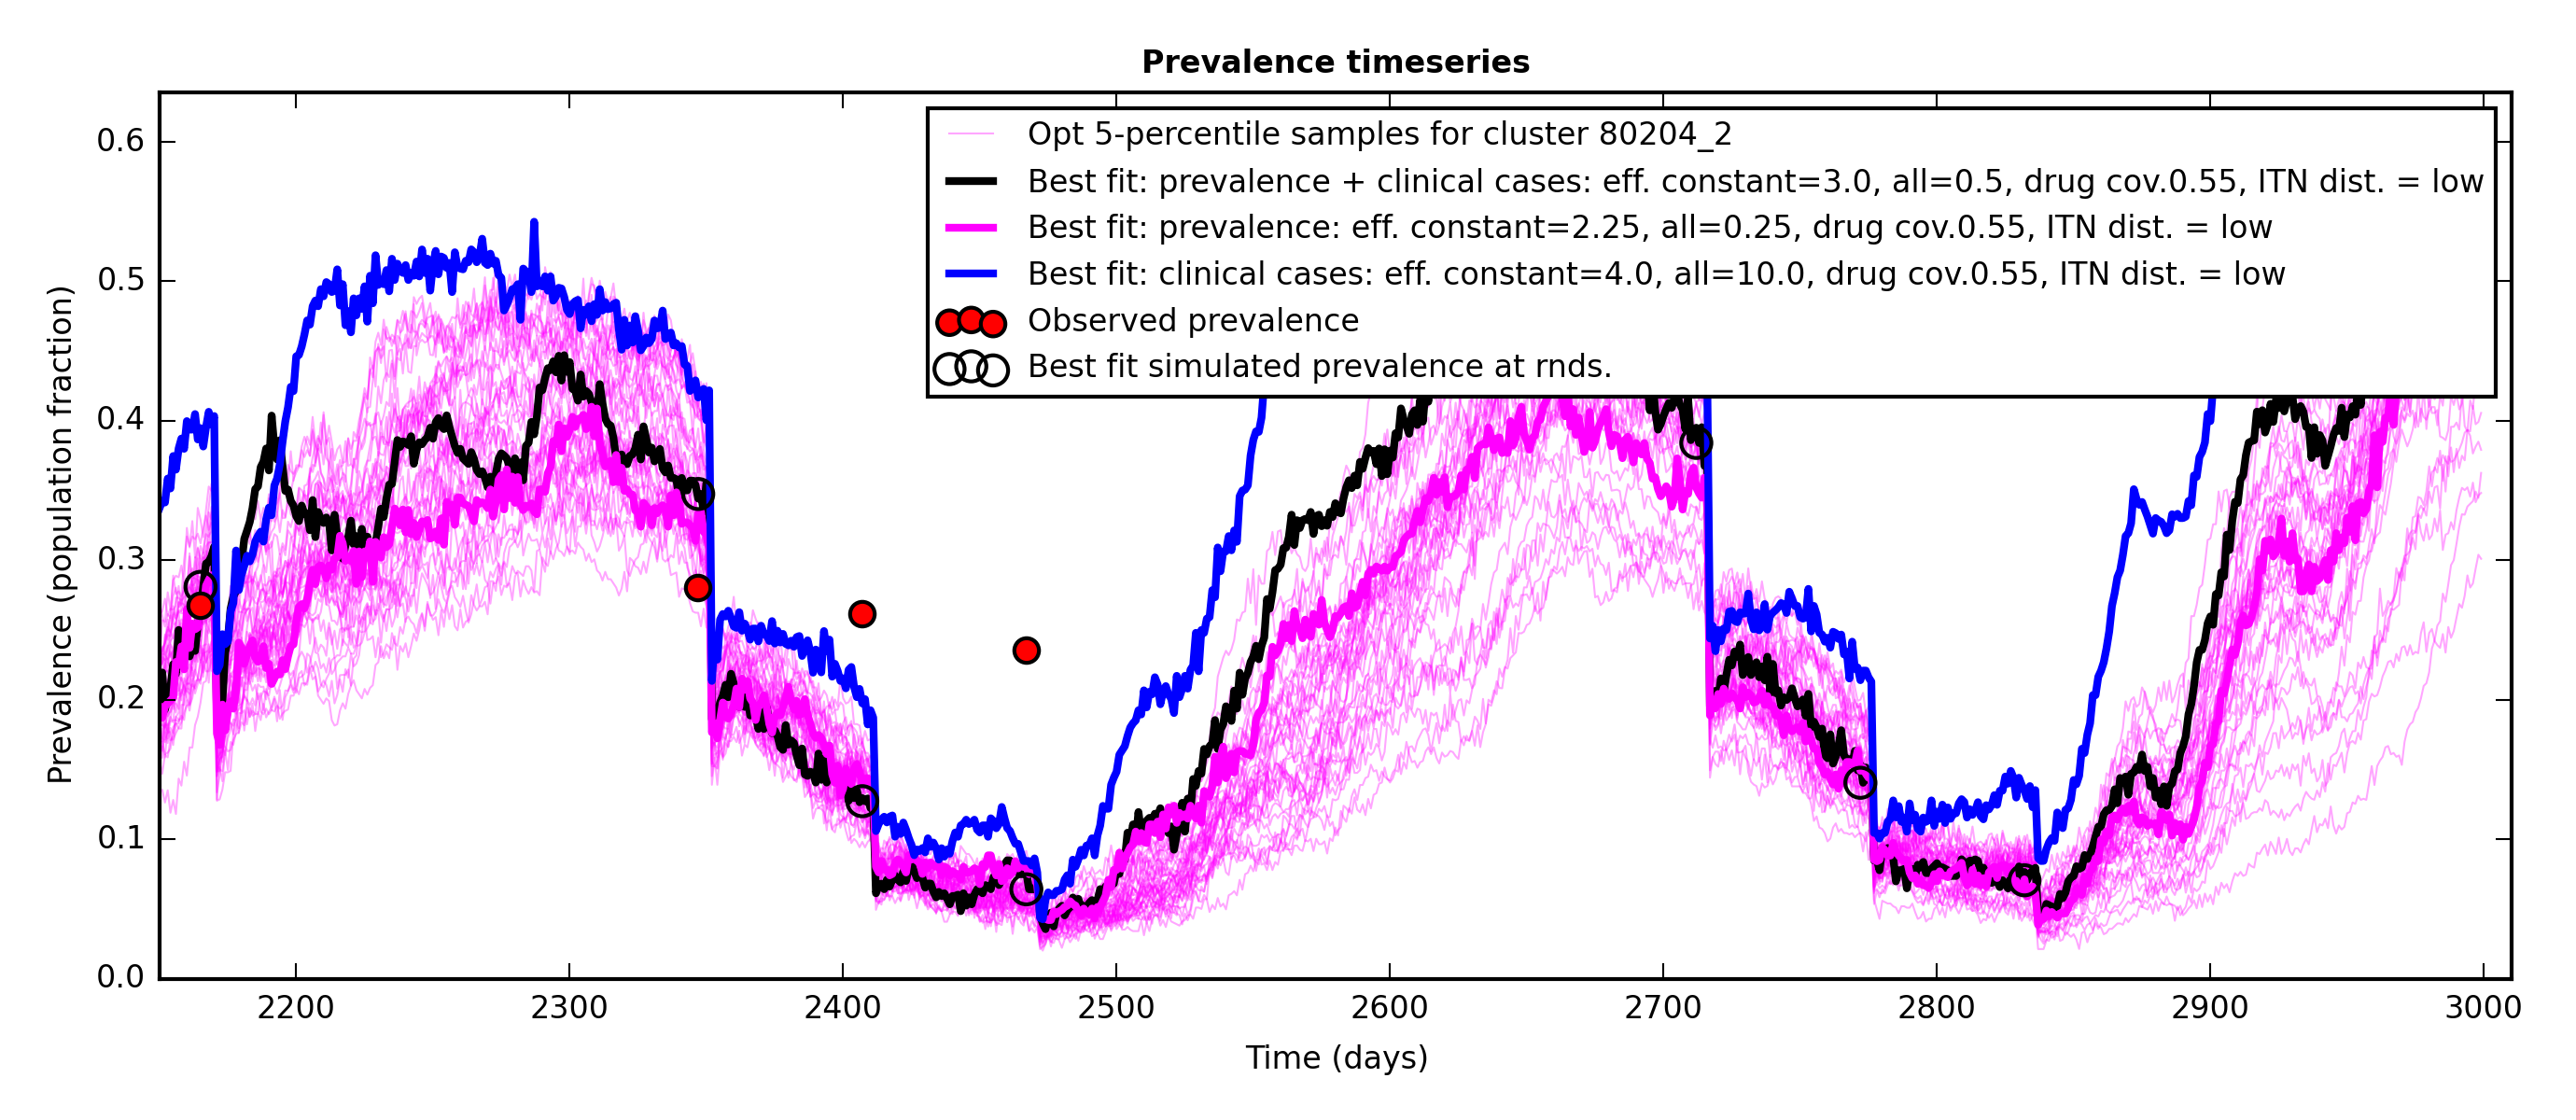 Prevalence timeseries
Opt 5-percentile samples for cluster 80204_2
Best fit: prevalence + clinical cases: eff. constant=3.0, all=0.5, drug cov.0.55, ITN dist. = low
Best fit: prevalence: eff. constant=2.25, all=0.25, drug cov.0.55, ITN dist. = low
Best fit: clinical cases: eff. constant=4.0, all=10.0, drug cov.0.55, ITN dist. = low
Observed prevalence
Best fit simulated prevalence at rnds.
Prevalence (population fraction)
0.6
0.5
0.4
0.3
0.2
0.1
0.0
2200 2300 2400 2500 2600 2700 2800 2900 3000
Time (days)